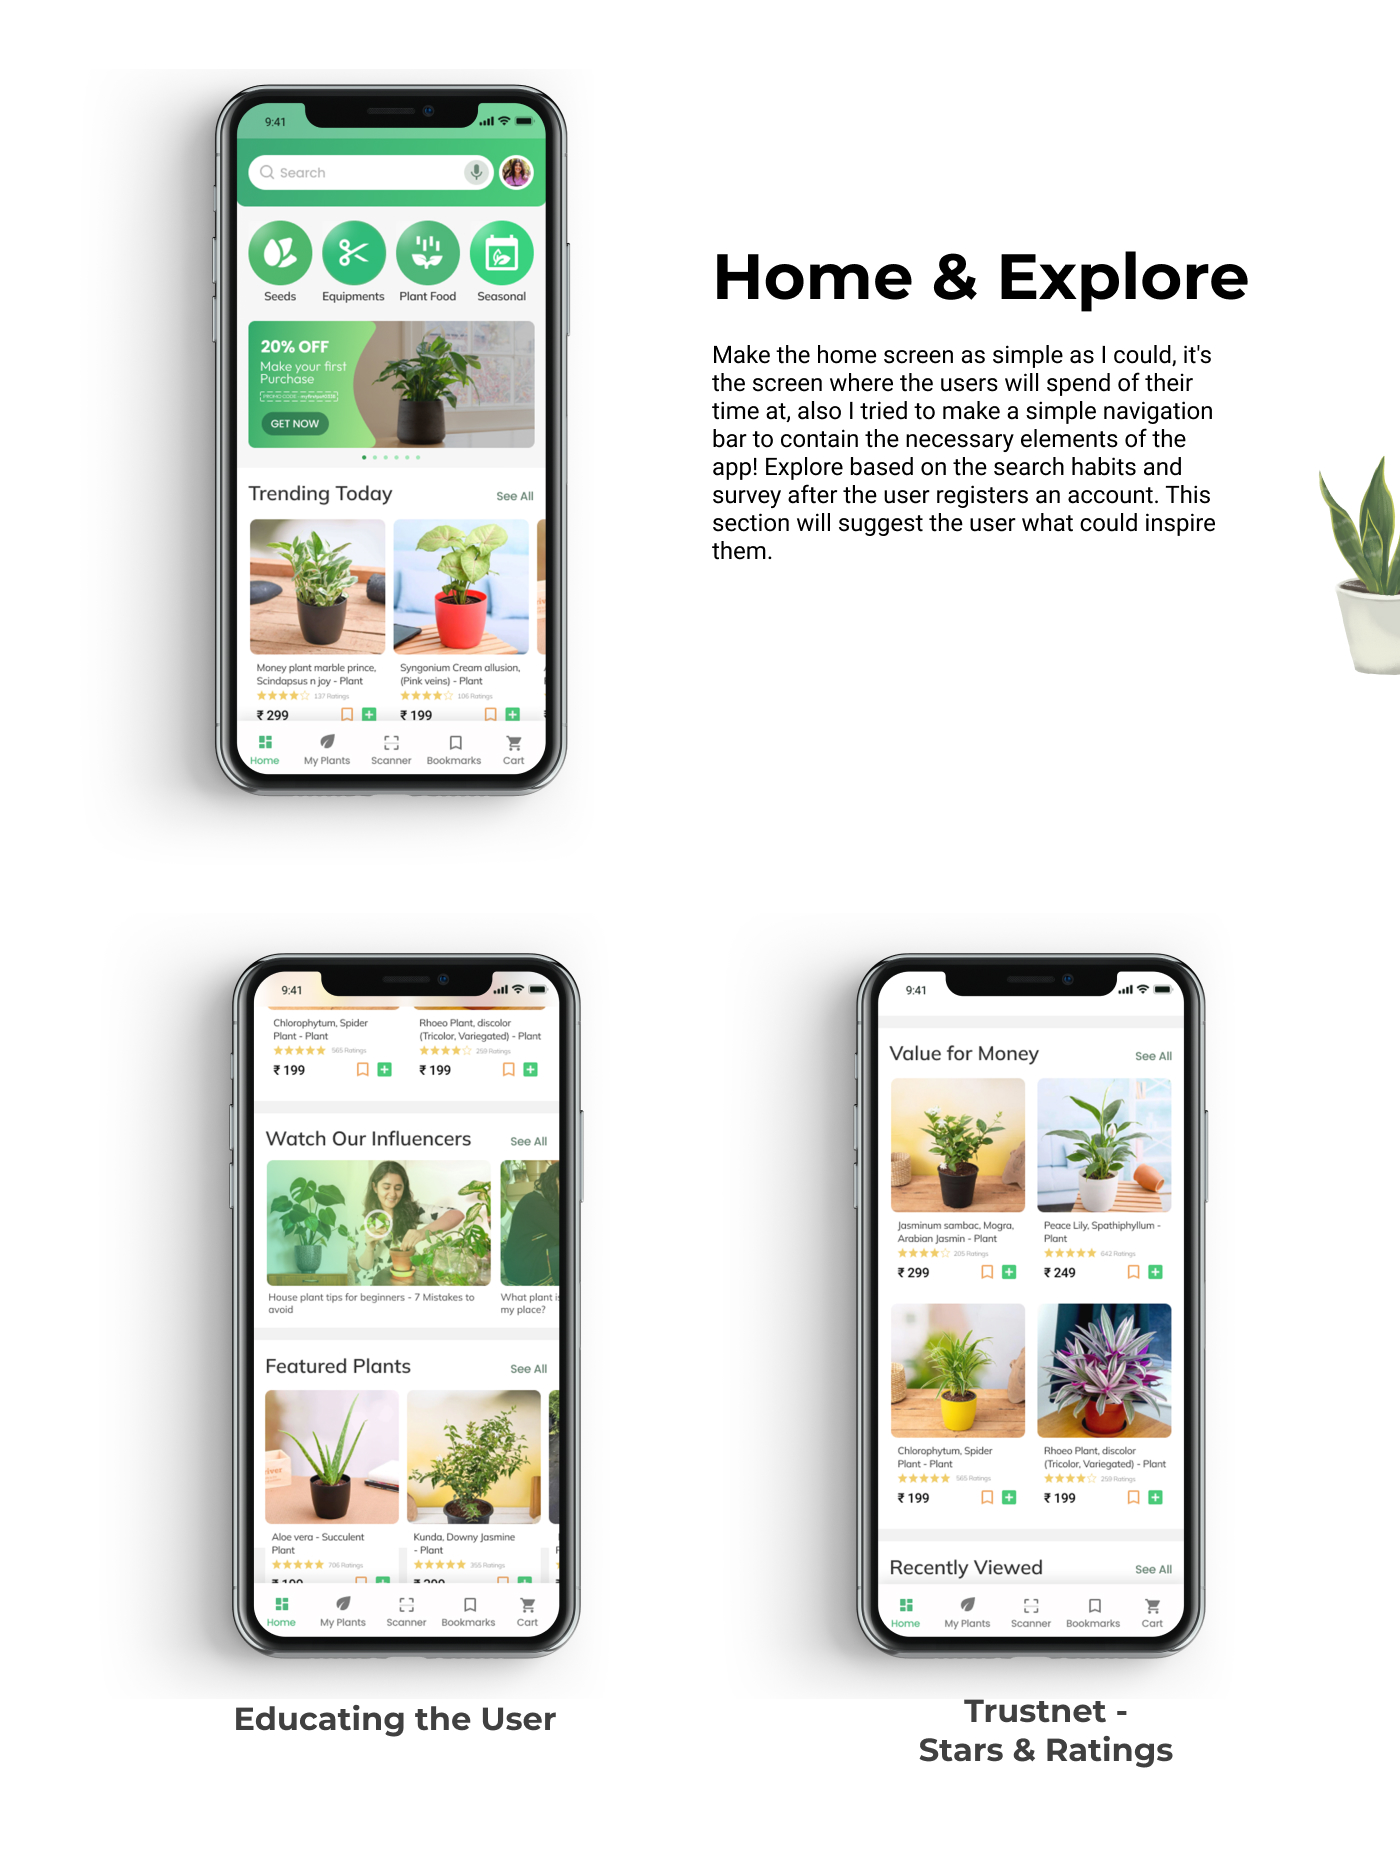 9:41
Search
Seeds Equipments Plant Food Seasonal
20% OFF
Make your first
Purchase
GET NOW
Trending Today See All
Money plant marble prince,
Scindapsus n joy - Plant
137 Ratings
₹ 299
Syngonium Cream allusion,
(Pink veins) - Plant
105 Ratings
₹ 199
Home My Plants Scanner Bookmarks Cart
Home & Explore
Make the home screen as simple as I could, it's
the screen where the users will spend of their
time at, also I tried to make a simple navigation
bar to contain the necessary elements of the
app! Explore based on the search habits and
survey after the user registers an account. This
section will suggest the user what could inspire
them.
9:41
Chlorophytum, Spider
Plant - Plant
565 Ratings
₹ 199
Rhoeo Plant, discolor
(Tricolor, Variegated) - Plant
259 Ratings
₹ 199
Watch Our Influencers See All
House plant tips for beginners - 7 Mistakes to
avoid
What plant is
my place?
Featured Plants See All
Aloe vera - Succulent
Plant
706 Ratings
₹ 199
Kunda, Downy Jasmine
- Plant
355 Ratings
₹ 299
Home My Plants Scanner Bookmarks Cart
Educating the User
9:41
Value for Money See All
Jasminum sambac, Mogra,
Arabian Jasmin - Plant
205 Ratings
₹ 299
Peace Lily, Spathiphyllum -
Plant
642 Ratings
₹ 249
Chlorophytum, Spider
Plant - Plant
565 Ratings
₹ 199
Rhoeo Plant, discolor
(Tricolor, Variegated) - Plant
259 Ratings
₹ 199
Recently Viewed See All
Home My Plants Scanner Bookmarks Cart
Trustnet -
Stars & Ratings